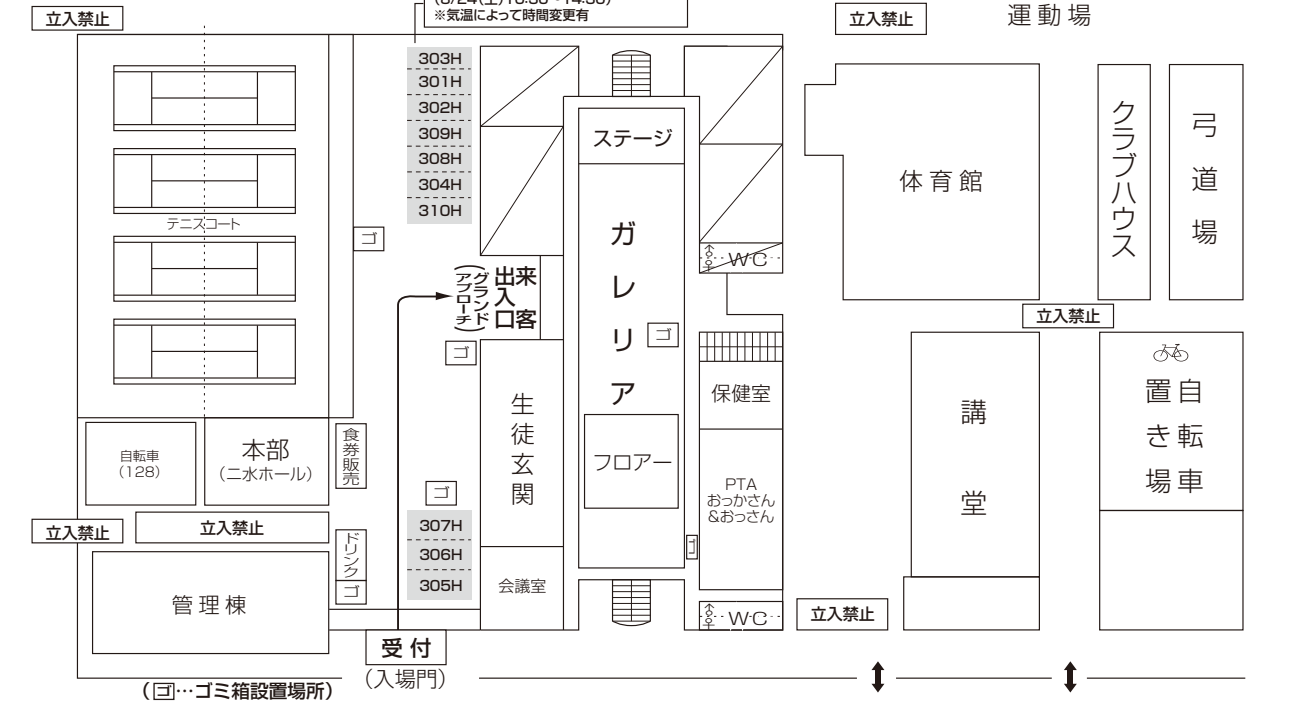 (8/24(土)10:30~14:30)
※気温によって時間変更有
立入禁止
立入禁止
運動場
303H
301H
302H
309H
308H
304H
310H
ステージ
ガレリア
体育館
クラブハウス
弓道場
テニスコート
ゴ
WC
来客
出入口
(グランド
アプローチ)
ゴ
ゴ
立入禁止
生徒玄関
保健室
講堂
自転車
置き場
自転車
(128)
本部
(二水ホール)
食券販売
フロアー
PTA
おっかさん
&おっさん
ゴ
立入禁止
立入禁止
307H
306H
305H
ドリンク
ゴ
ゴ
会議室
管理棟
WC
立入禁止
受付
(入場門)
(ゴ…ゴミ箱設置場所)